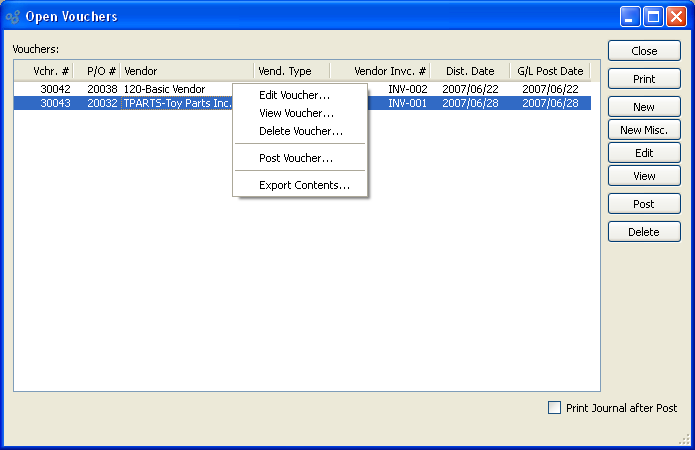 Open Vouchers
Vouchers:
Close
Vchr. # P/O # Vendor Vend. Type Vendor Invc. # Dist. Date G/L Post Date
Print
30042 20038 120-Basic Vendor INV-002 2007/06/22 2007/06/22
30043 20032 TPARTS-Toy Parts Inc. INV-001 2007/06/28 2007/06/28
Edit Voucher...
View Voucher...
Delete Voucher...
Post Voucher...
Export Contents...
New
New Misc.
Edit
View
Post
Delete
Print Journal after Post